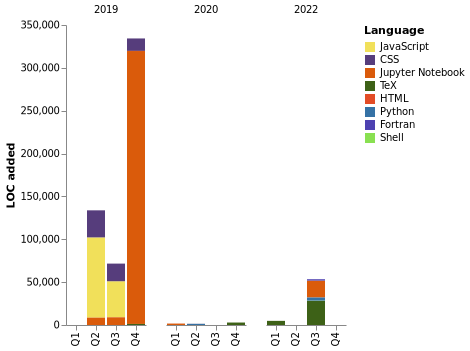 2019 2020 2022
LOC added
350,000
300,000
250,000
200,000
150,000
100,000
50,000
0
Q1 Q2 Q3 Q4 Q1 Q2 Q3 Q4 Q1 Q2 Q3 Q4
Language
JavaScript
CSS
Jupyter Notebook
TeX
HTML
Python
Fortran
Shell